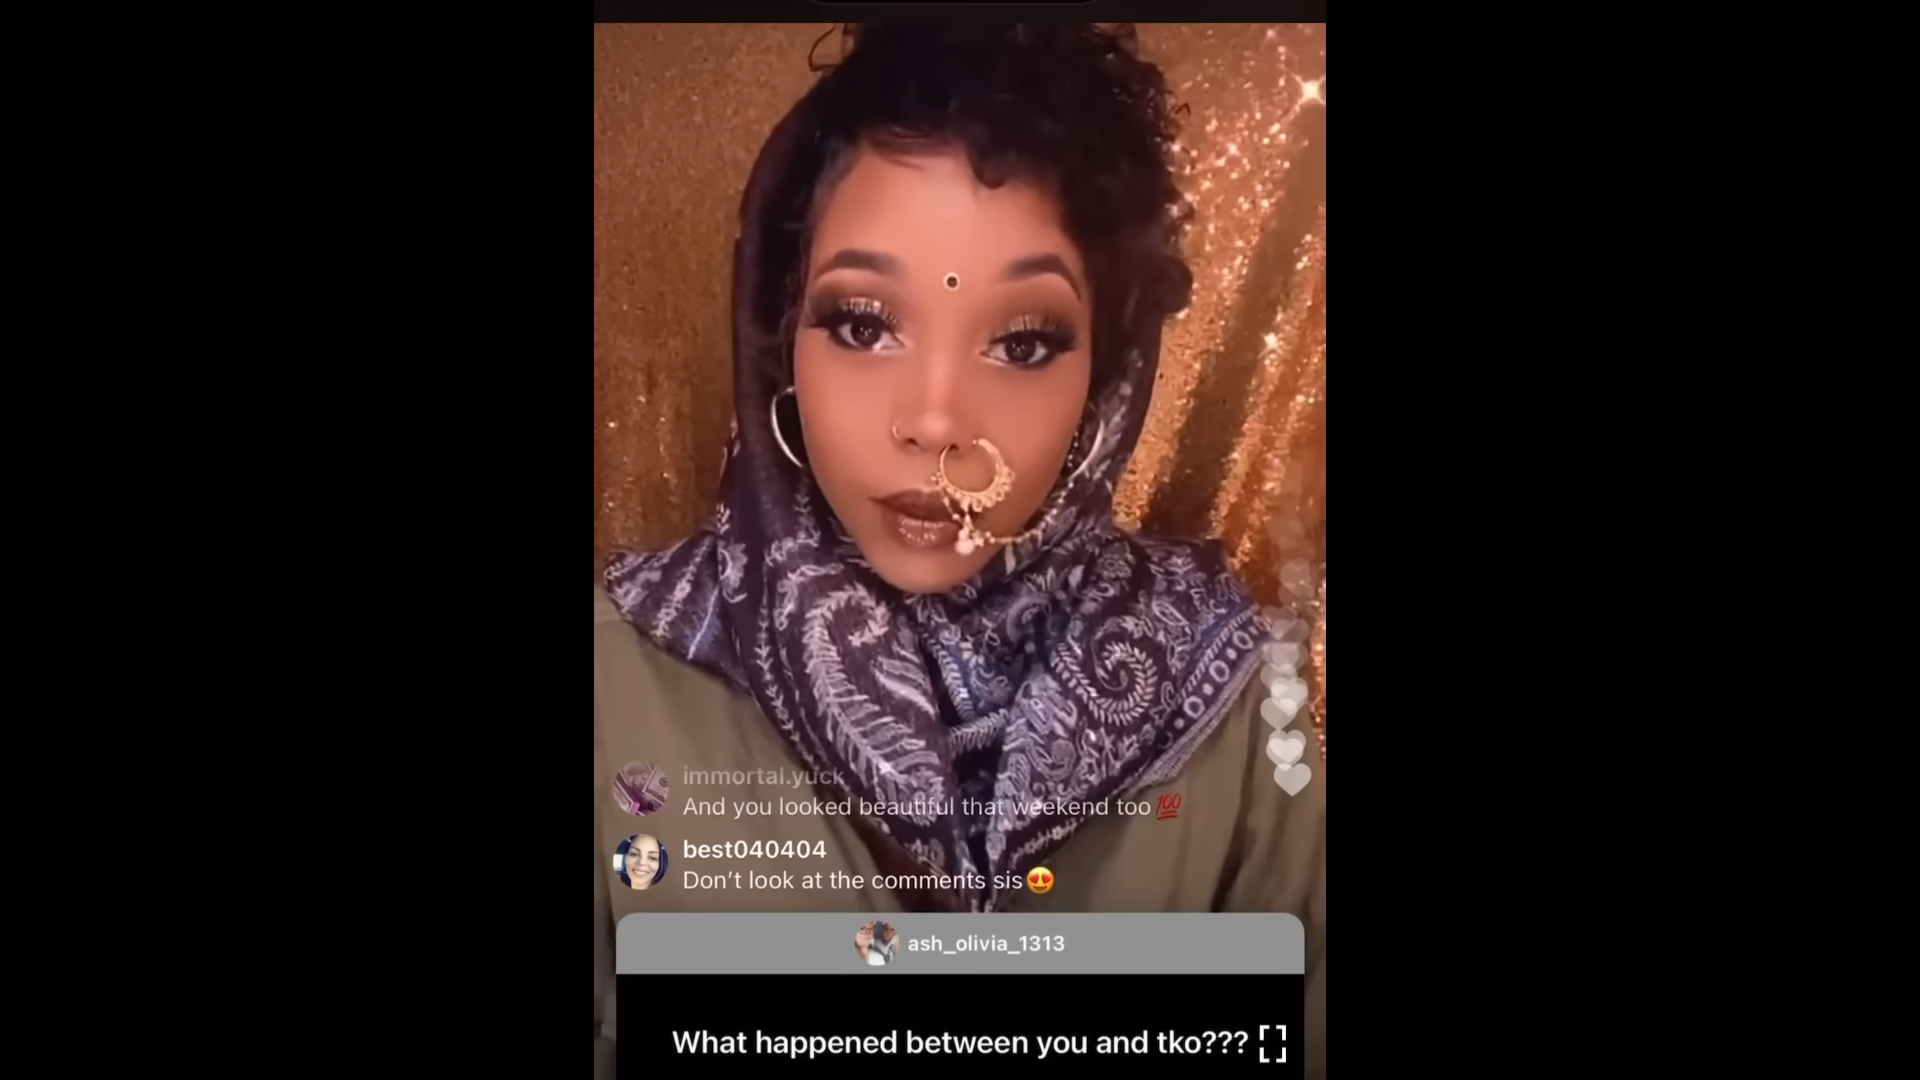 immortal.yuck
And you looked beautiful that weekend too 💯
best040404
Don’t look at the comments sis😍
ash_olivia_1313
What happened between you and tko???